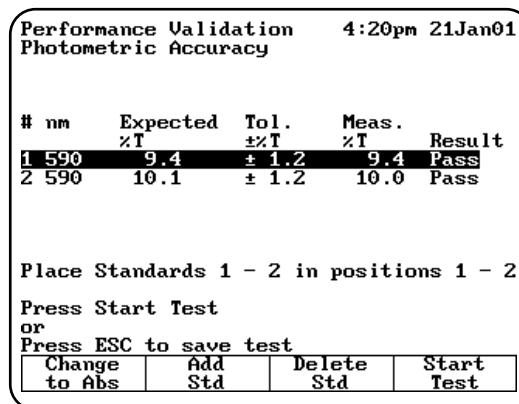 Performance Validation 4:20pm 21Jan01
Photometric Accuracy
# nm Expected Tol. Meas.
%T ±%T %T Result
1 590 9.4 ± 1.2 9.4 Pass
2 590 10.1 ± 1.2 10.0 Pass
Place Standards 1 - 2 in positions 1 - 2
Press Start Test
or
Press ESC to save test
Change Add Delete Start
to Abs Std Std Test